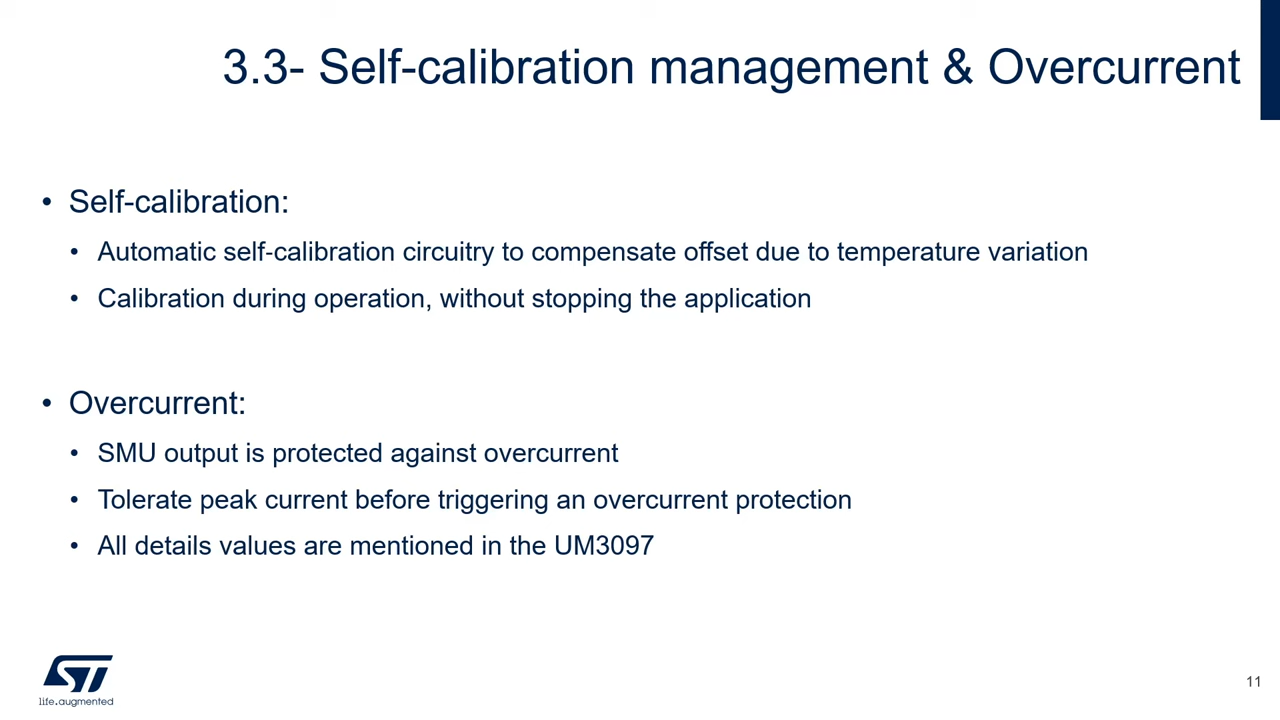 3.3- Self-calibration management & Overcurrent
• Self-calibration:
• Automatic self-calibration circuitry to compensate offset due to temperature variation
• Calibration during operation, without stopping the application
• Overcurrent:
• SMU output is protected against overcurrent
• Tolerate peak current before triggering an overcurrent protection
• All details values are mentioned in the UM3097
ST
life.augmented
11